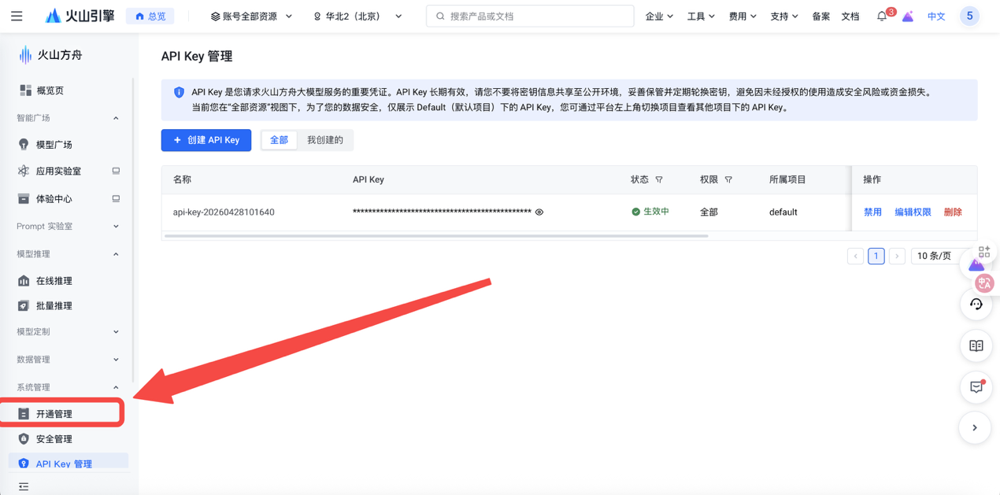 火山引擎
总览
账号全部资源
华北2（北京）
搜索产品或文档
企业
工具
费用
支持
备案
文档
3
中文
5
火山方舟
概览页
智能广场
模型广场
应用实验室
体验中心
Prompt 实验室
模型推理
在线推理
批量推理
模型定制
数据管理
系统管理
开通管理
安全管理
API Key 管理
API Key 管理
API Key 是您请求火山方舟大模型服务的重要凭证。API Key 长期有效，请您不要将密钥信息共享至公开环境，妥善保管并定期轮换密钥，避免因未经授权的使用造成安全风险或资金损失。
当前您在“全部资源”视图下，为了您的数据安全，仅展示 Default（默认项目）下的 API Key，您可通过平台左上角切换项目查看其他项目下的 API Key。
+ 创建 API Key
全部
我创建的
名称 API Key 状态 权限 所属项目 操作
api-key-20260428101640 ********************************************** 生效中 全部 default 禁用 编辑权限 删除
1
10 条/页
中A